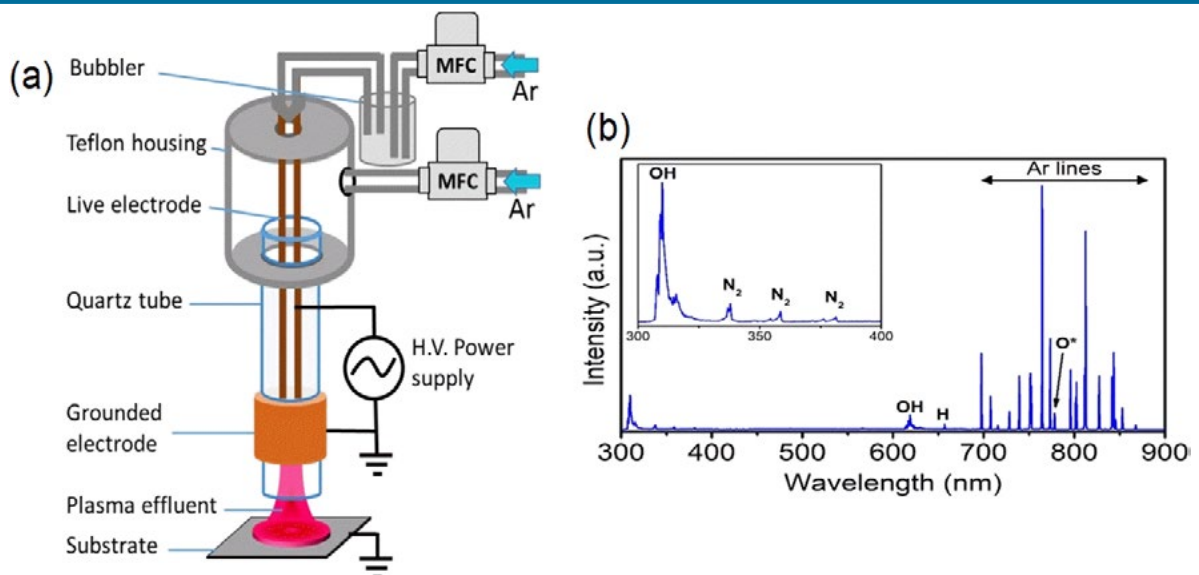 (a)
Bubbler
MFC
Ar
Teflon housing
MFC
Ar
Live electrode
Quartz tube
H.V. Power
supply
Grounded
electrode
Plasma effluent
Substrate
(b)
Intensity (a.u.)
OH
N2
N2
N2
300
400
Ar lines
O*
OH
H
300 400 500 600 700 800 900
Wavelength (nm)